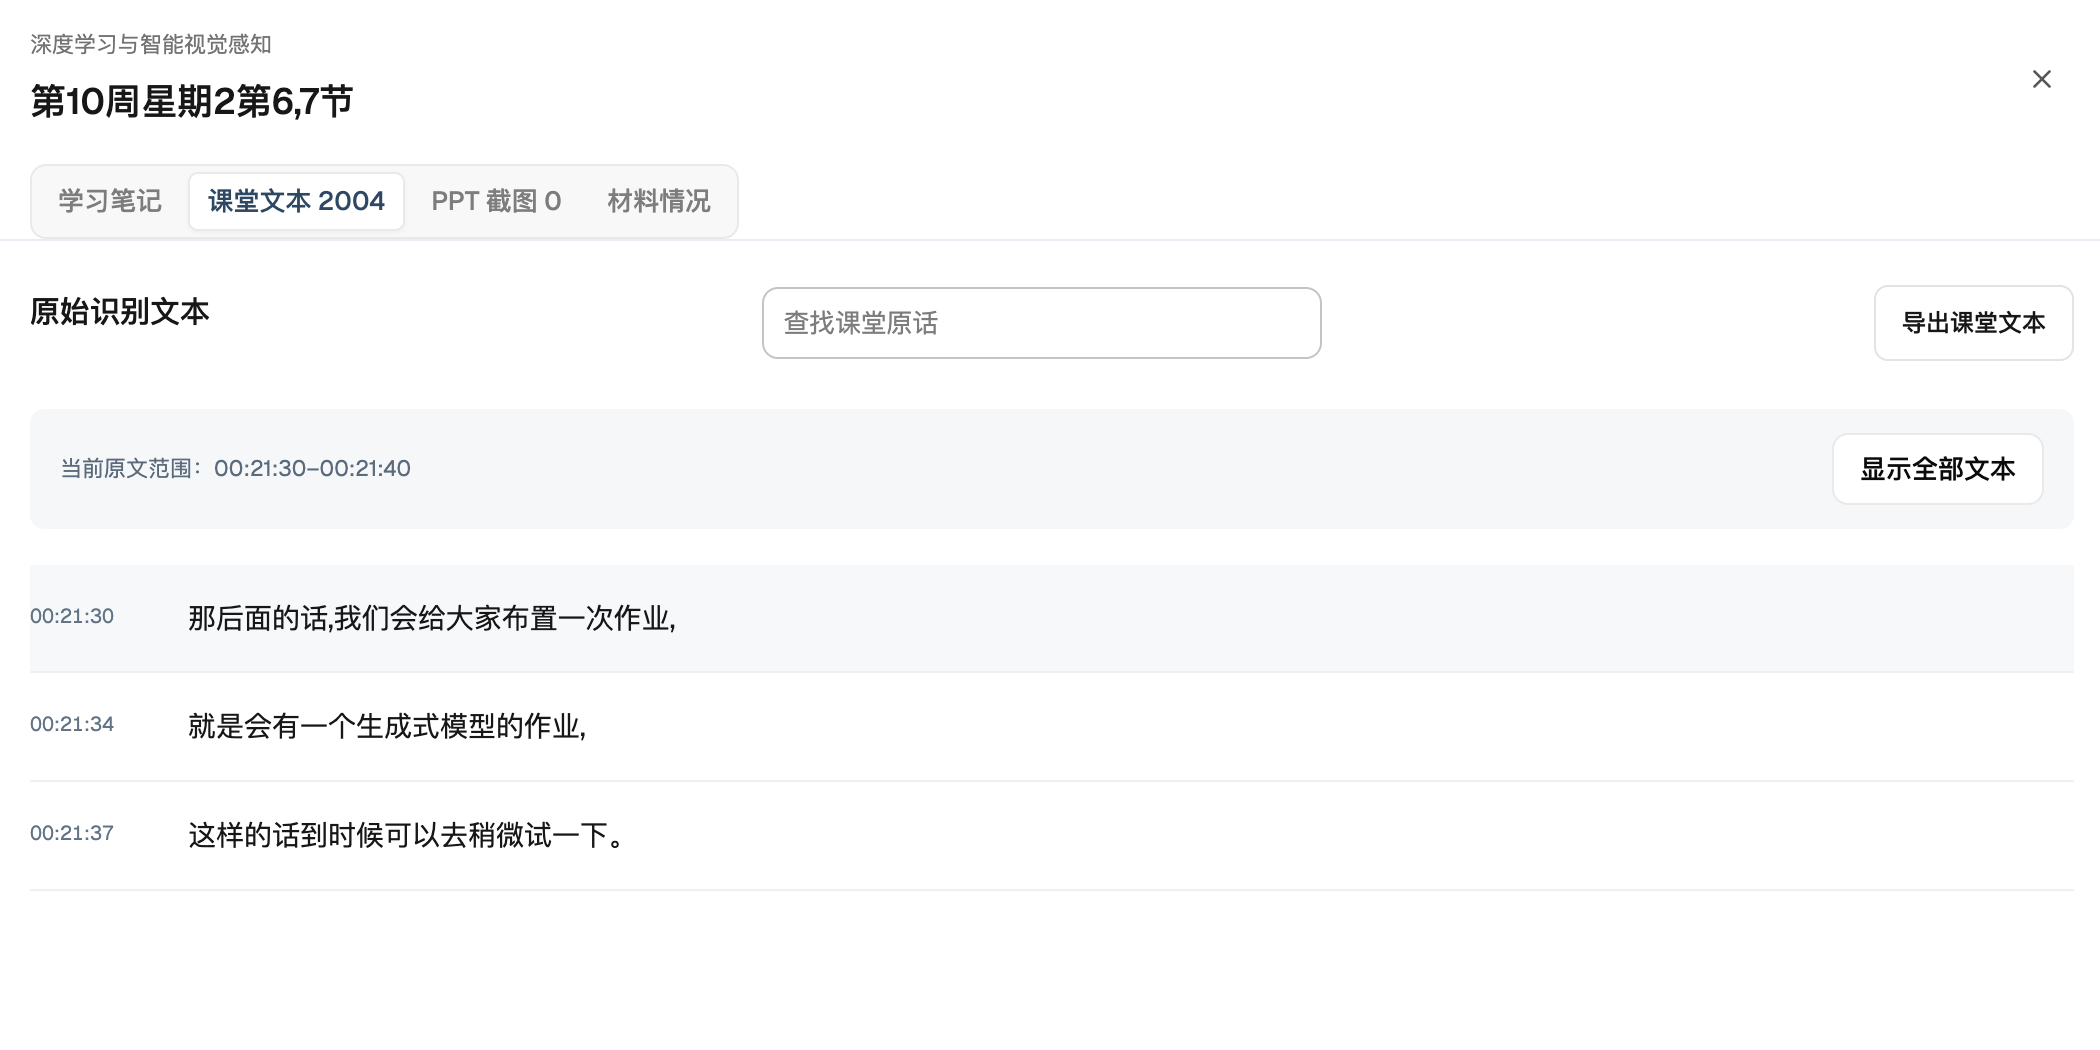 深度学习与智能视觉感知
第10周星期2第6,7节
学习笔记 课堂文本 2004 PPT 截图 0 材料情况
原始识别文本
查找课堂原话
导出课堂文本
当前原文范围：00:21:30–00:21:40
显示全部文本
00:21:30 那后面的话,我们会给大家布置一次作业,
00:21:34 就是会有一个生成式模型的作业,
00:21:37 这样的话到时候可以去稍微试一下。